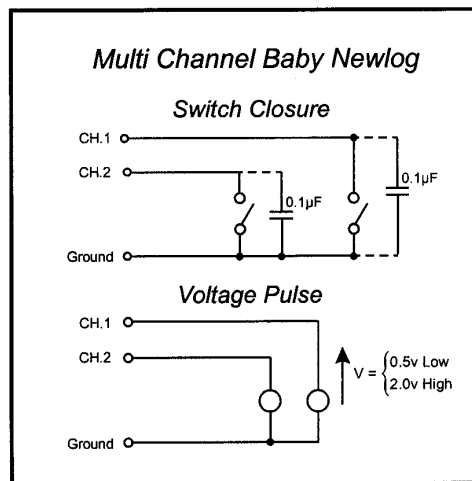 Multi Channel Baby Newlog
Switch Closure
CH.1
CH.2
0.1µF
0.1µF
Ground
Voltage Pulse
CH.1
CH.2
V = { 0.5v Low
2.0v High
Ground